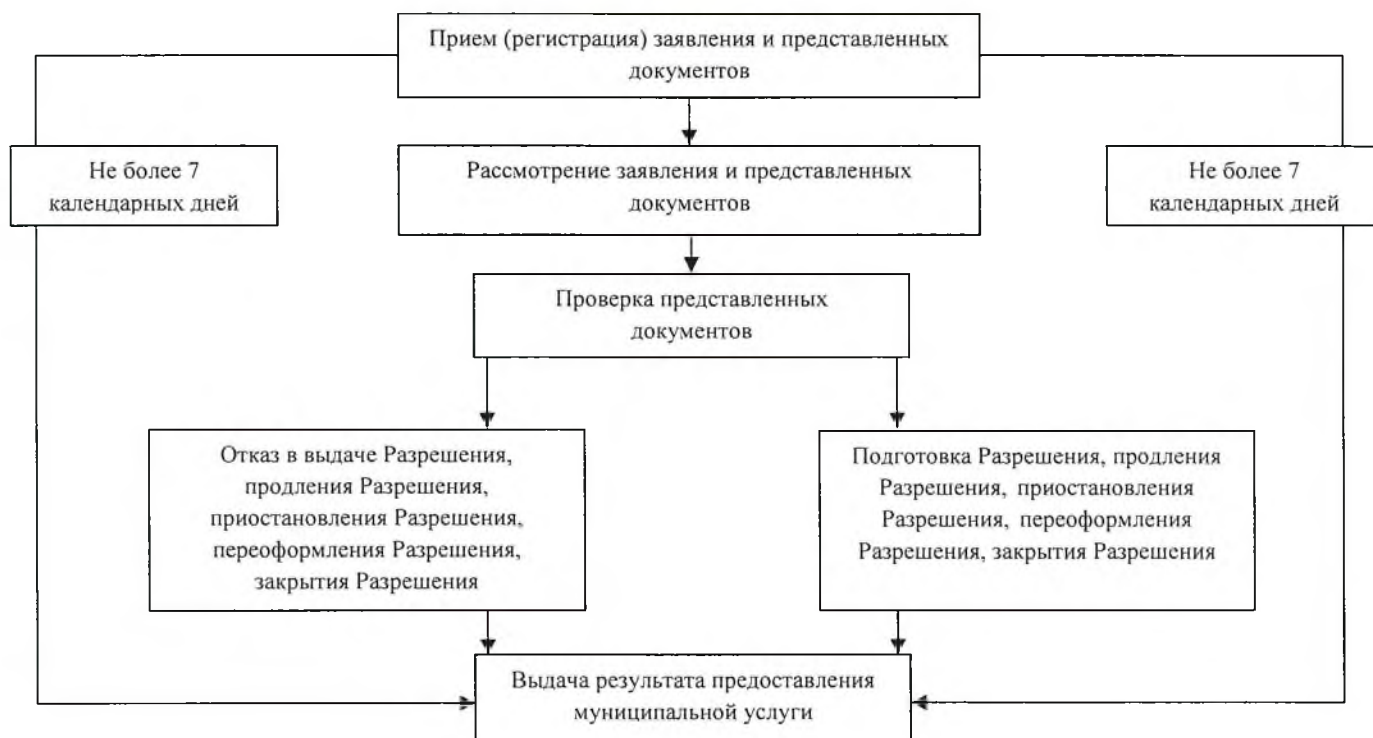 Прием (регистрация) заявления и представленных
документов
Не более 7
календарных дней
Рассмотрение заявления и представленных
документов
Не более 7
календарных дней
Проверка представленных
документов
Отказ в выдаче Разрешения,
продления Разрешения,
приостановления Разрешения,
переоформления Разрешения,
закрытия Разрешения
Подготовка Разрешения, продления
Разрешения, приостановления
Разрешения, переоформления
Разрешения, закрытия Разрешения
Выдача результата предоставления
муниципальной услуги